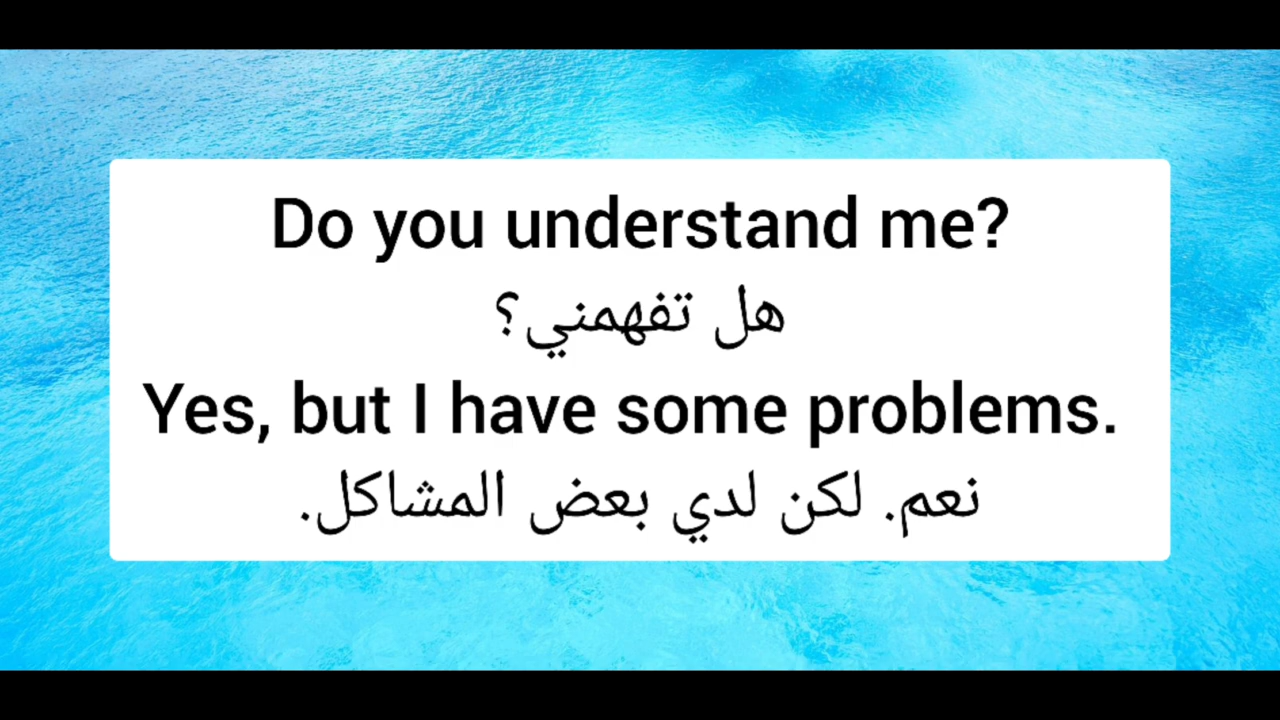 Do you understand me?
هل تفهمني؟
Yes, but I have some problems.
نعم. لكن لدي بعض المشاكل.